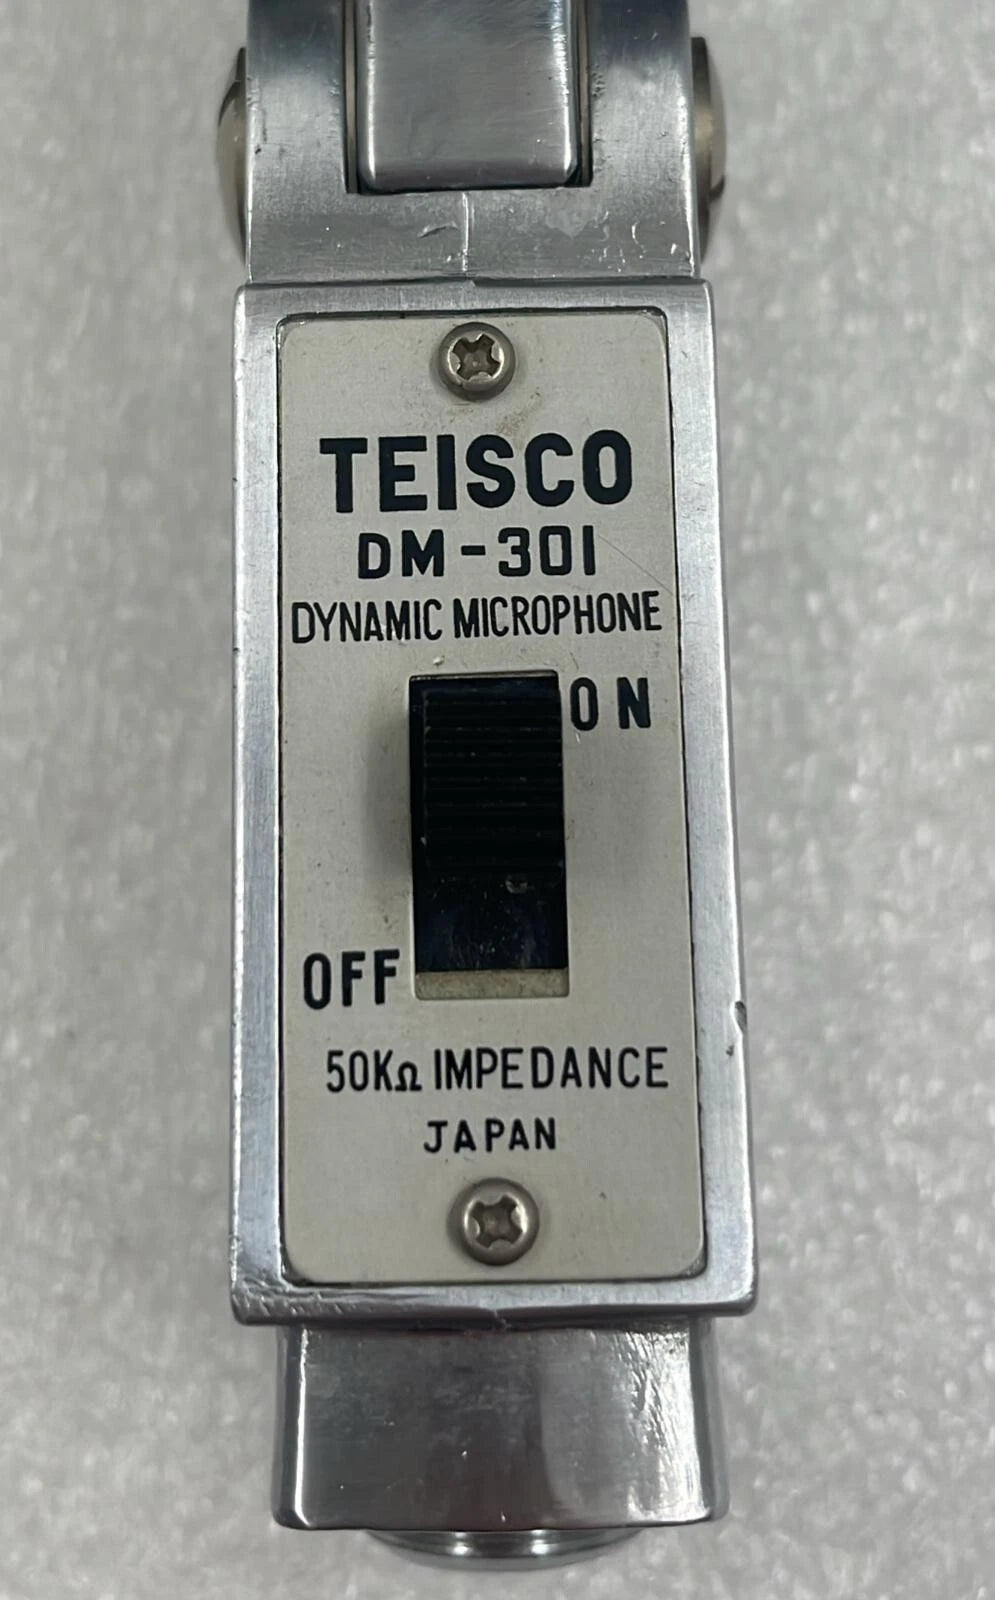 TEISCO
DM-301
DYNAMIC MICROPHONE
ON
OFF
50KΩ IMPEDANCE
JAPAN